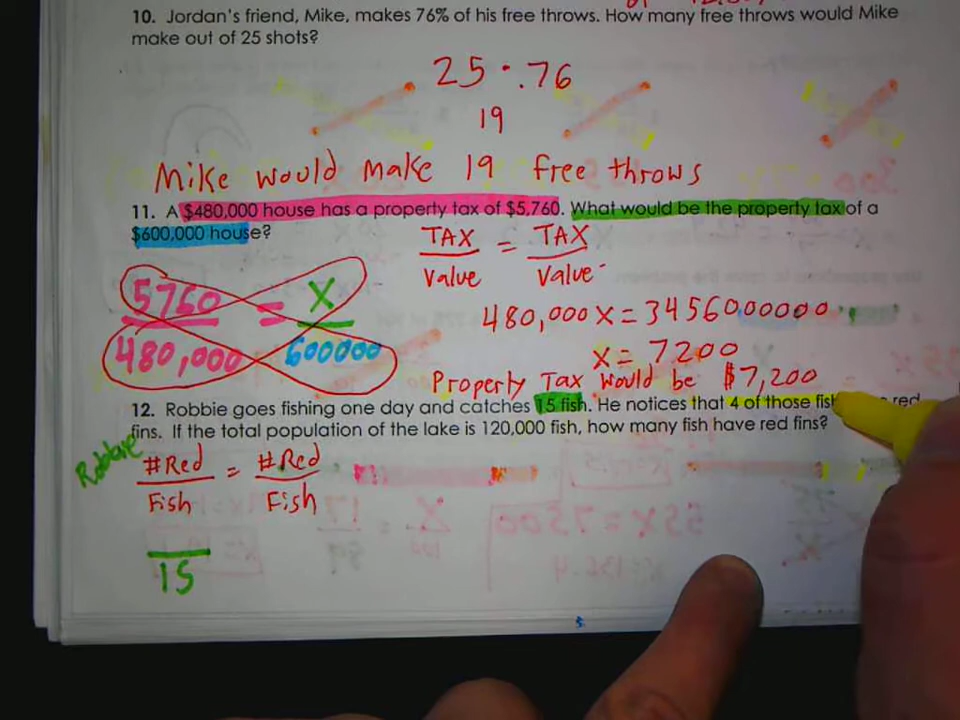 10. Jordan's friend, Mike, makes 76% of his free throws. How many free throws would Mike
make out of 25 shots?
25 · .76
19
Mike would make 19 free throws
11. A $480,000 house has a property tax of $5,760. What would be the property tax of a
$600,000 house?
TAX = TAX
Value Value
5760 = X
480,000 600000
480,000 X = 3456000000
X = 7200
Property Tax would be $7,200
12. Robbie goes fishing one day and catches 15 fish. He notices that 4 of those fish red
fins. If the total population of the lake is 120,000 fish, how many fish have red fins?
#Red = #Red
Fish Fish
15
55X = 7500